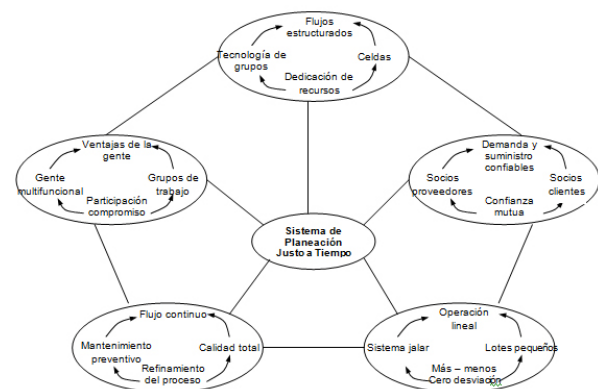 Flujos
estructurados
Tecnología de
grupos
Celdas
Dedicación de
recursos
Ventajas de la
gente
Gente
multifuncional
Grupos de
trabajo
Participación
compromiso
Demanda y
suministro
confiables
Socios
proveedores
Socios
clientes
Confianza
mutua
Sistema de
Planeación
Justo a Tiempo
Flujo continuo
Mantenimiento
preventivo
Calidad total
Refinamiento
del proceso
Operación
lineal
Sistema jalar
Lotes pequeños
Más – menos
Cero desviación